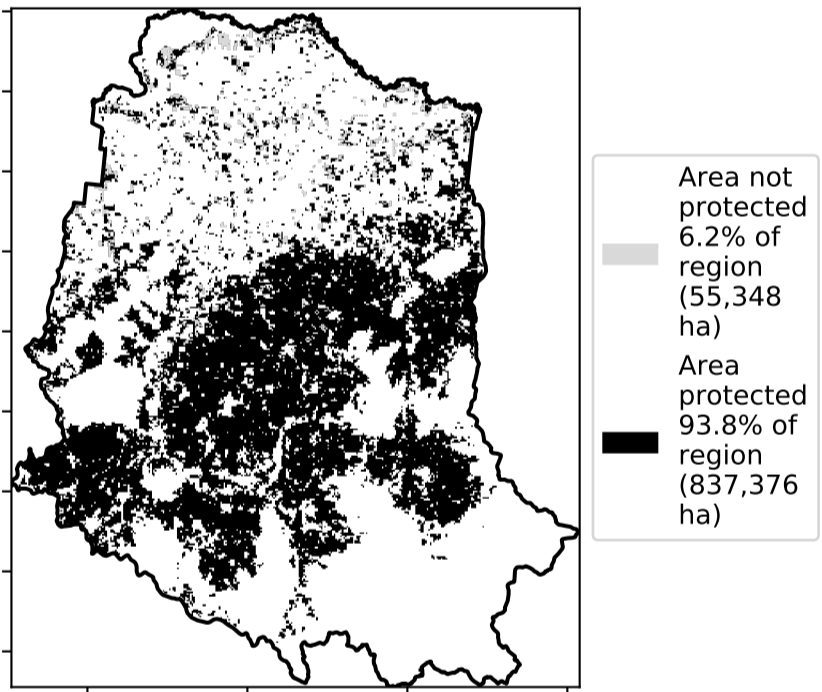 Area not
protected
6.2% of
region
(55,348
ha)
Area
protected
93.8% of
region
(837,376
ha)